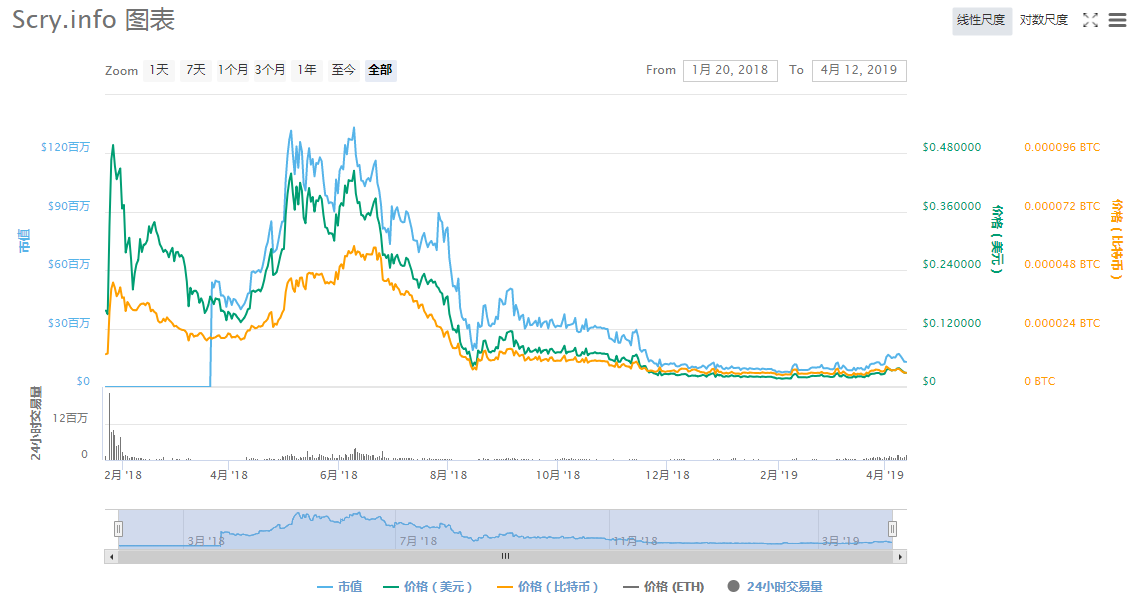 Scry.info 图表
线性尺度 对数尺度
Zoom 1天 7天 1个月 3个月 1年 至今 全部
From 1月 20, 2018 To 4月 12, 2019
$120百万 $0.480000 0.000096 BTC
$90百万 $0.360000 0.000072 BTC
市值 价格 ( 美元 ) 价格 ( 比特币 )
$60百万 $0.240000 0.000048 BTC
$30百万 $0.120000 0.000024 BTC
$0 $0 0 BTC
24小时交易量
12百万
0
2月 '18 4月 '18 6月 '18 8月 '18 10月 '18 12月 '18 2月 '19 4月 '19
3月 '18 7月 '18 11月 '18 3月 '19
市值 价格 ( 美元 ) 价格 ( 比特币 ) 价格 (ETH) 24小时交易量